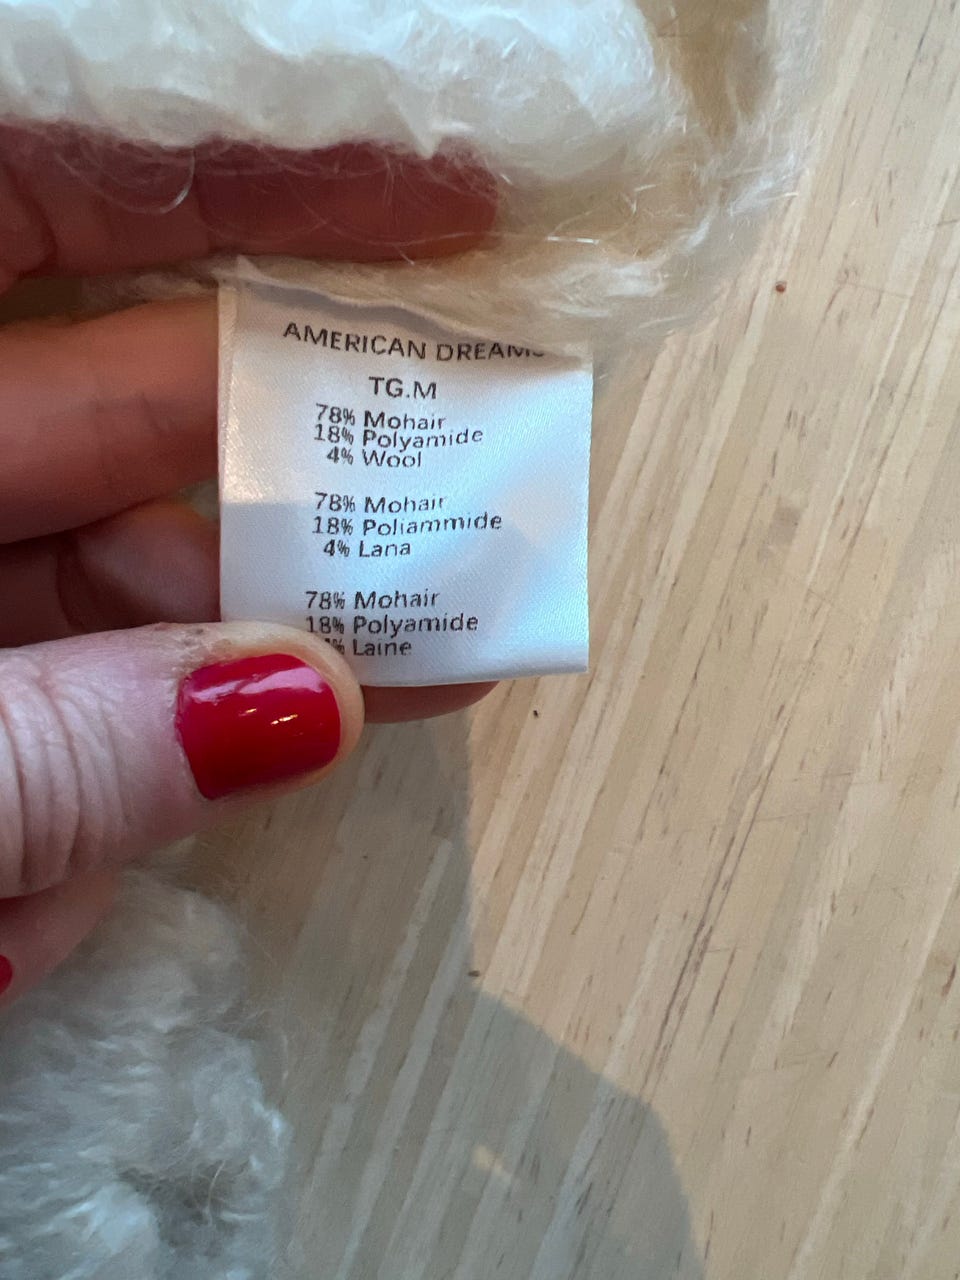 AMERICAN DREAMS
TG.M
78% Mohair
18% Polyamide
4% Wool
78% Mohair
18% Poliammide
4% Lana
78% Mohair
18% Polyamide
% Laine